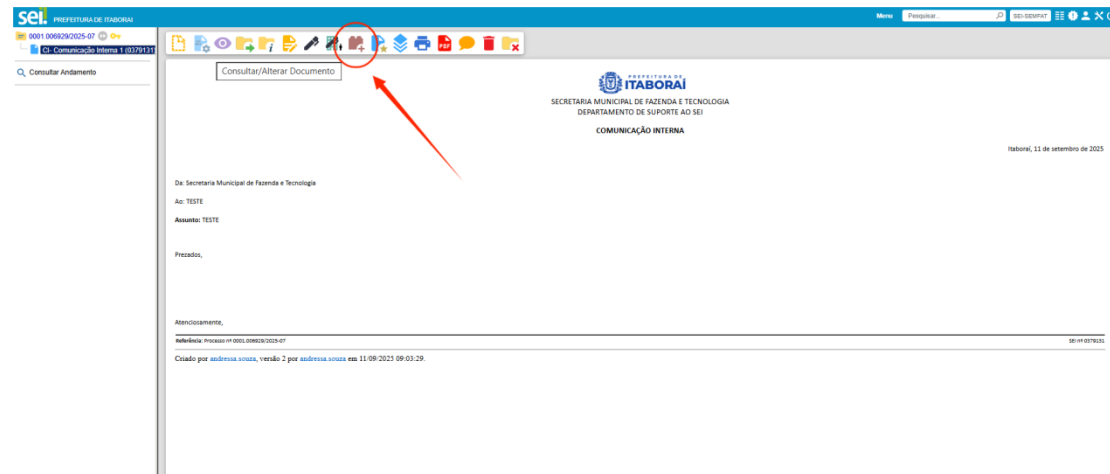 sei. PREFEITURA DE ITABORAI
Menu
Pesquisar...
SEI-SEMFAT
0001.006929/2025-07
CI- Comunicação Interna 1 (0379131)
Consultar Andamento
Consultar/Alterar Documento
PDF
PREFEITURA DE
ITABORAÍ
SECRETARIA MUNICIPAL DE FAZENDA E TECNOLOGIA
DEPARTAMENTO DE SUPORTE AO SEI
COMUNICAÇÃO INTERNA
Itaboraí, 11 de setembro de 2025
Da: Secretaria Municipal de Fazenda e Tecnologia
Ao: TESTE
Assunto: TESTE
Prezados,
Atenciosamente,
Referência: Processo nº 0001.006929/2025-07
SEI nº 0379131
Criado por andressa.souza, versão 2 por andressa.souza em 11/09/2025 09:03:29.